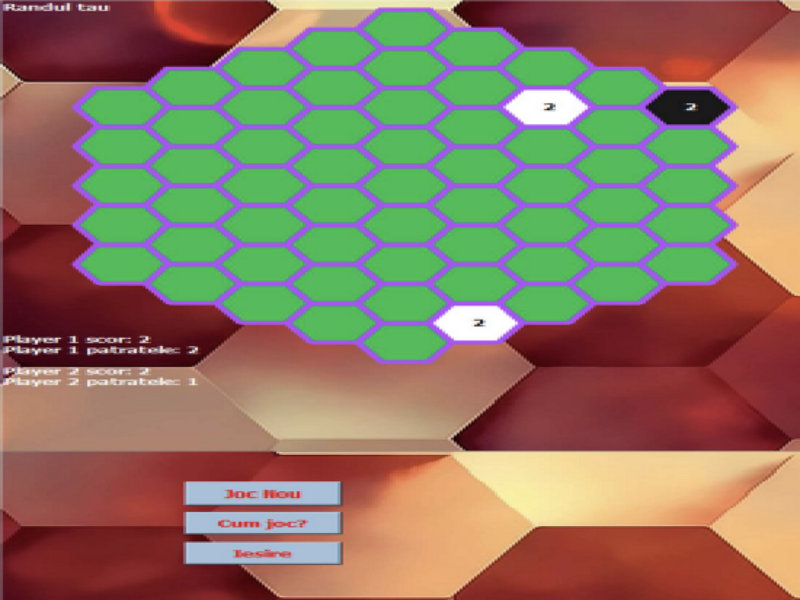 Randul tau
2
2
2
Player 1 scor: 2
Player 1 patratele: 2
Player 2 scor: 2
Player 2 patratele: 1
Joc Nou
Cum joc?
Iesire